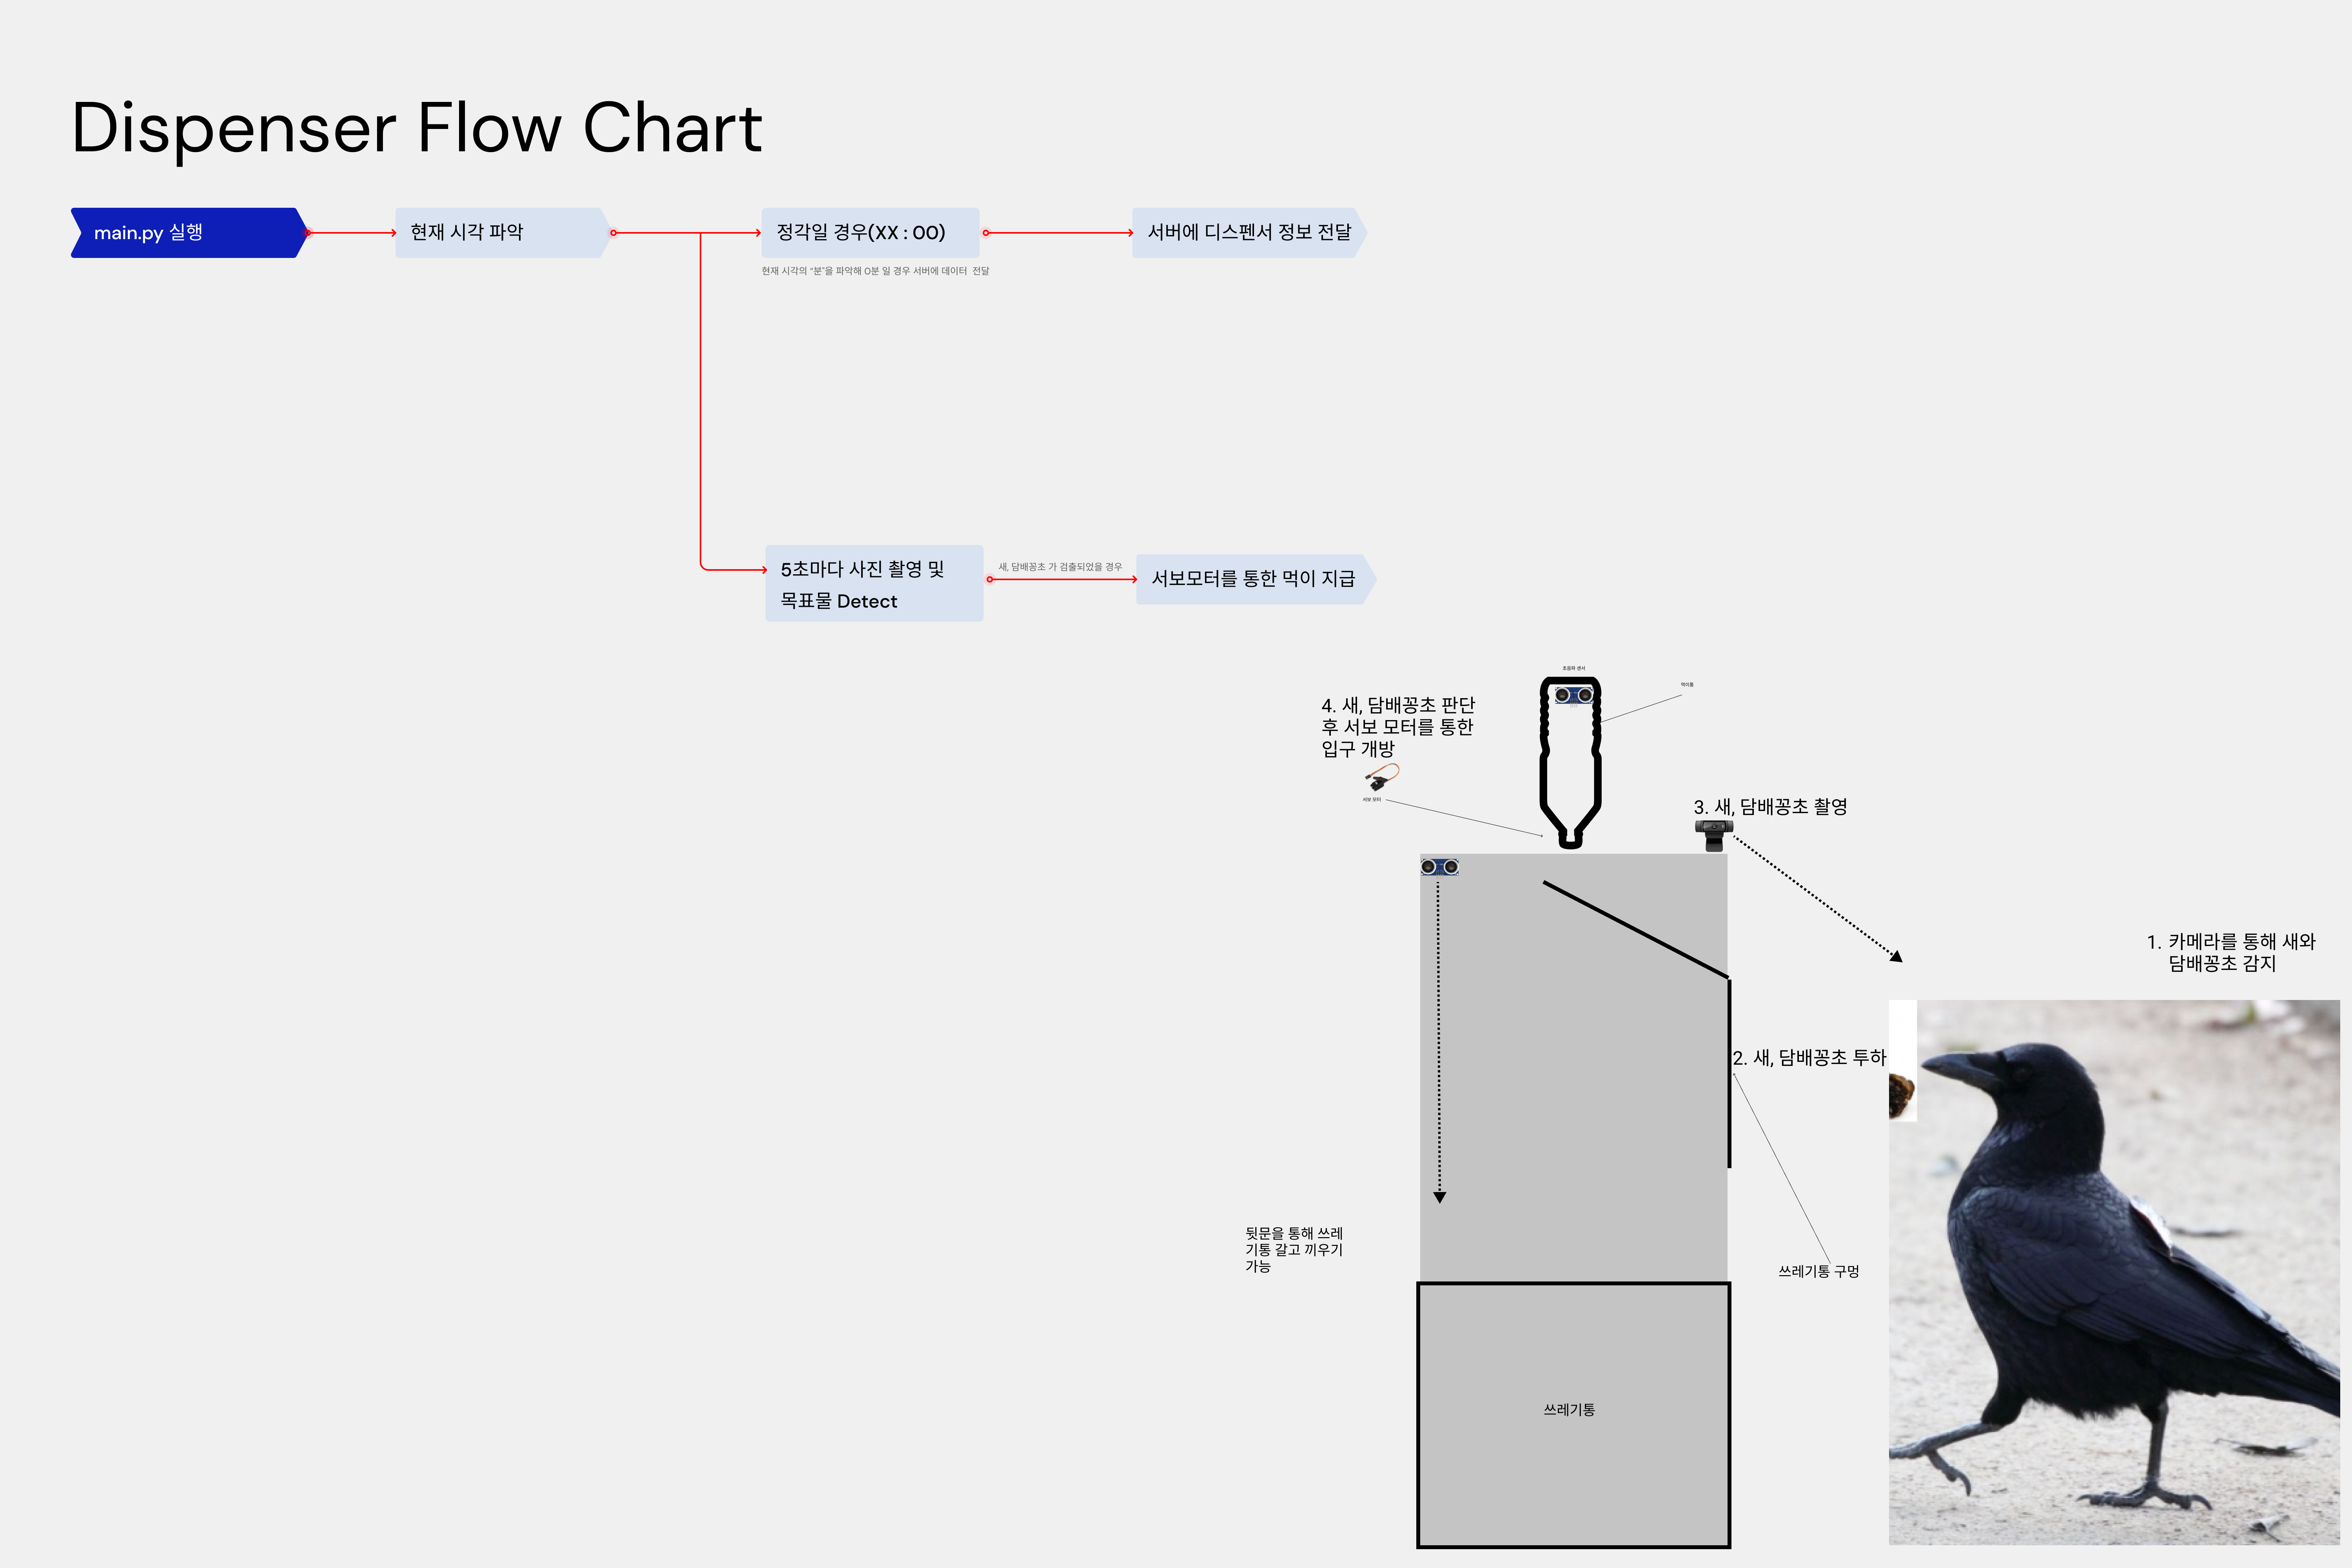 Dispenser Flow Chart
main.py 실행
현재 시각 파악
정각일 경우(XX : 00)
서버에 디스펜서 정보 전달
현재 시각의 "분"을 파악해 0분 일 경우 서버에 데이터 전달
5초마다 사진 촬영 및
목표물 Detect
새, 담배꽁초 가 검출되었을 경우
서보모터를 통한 먹이 지급
초음파 센서
먹이통
4. 새, 담배꽁초 판단
후 서보 모터를 통한
입구 개방
서보 모터
3. 새, 담배꽁초 촬영
1. 카메라를 통해 새와
담배꽁초 감지
2. 새, 담배꽁초 투하
뒷문을 통해 쓰레
기통 갈고 끼우기
가능
쓰레기통 구멍
쓰레기통